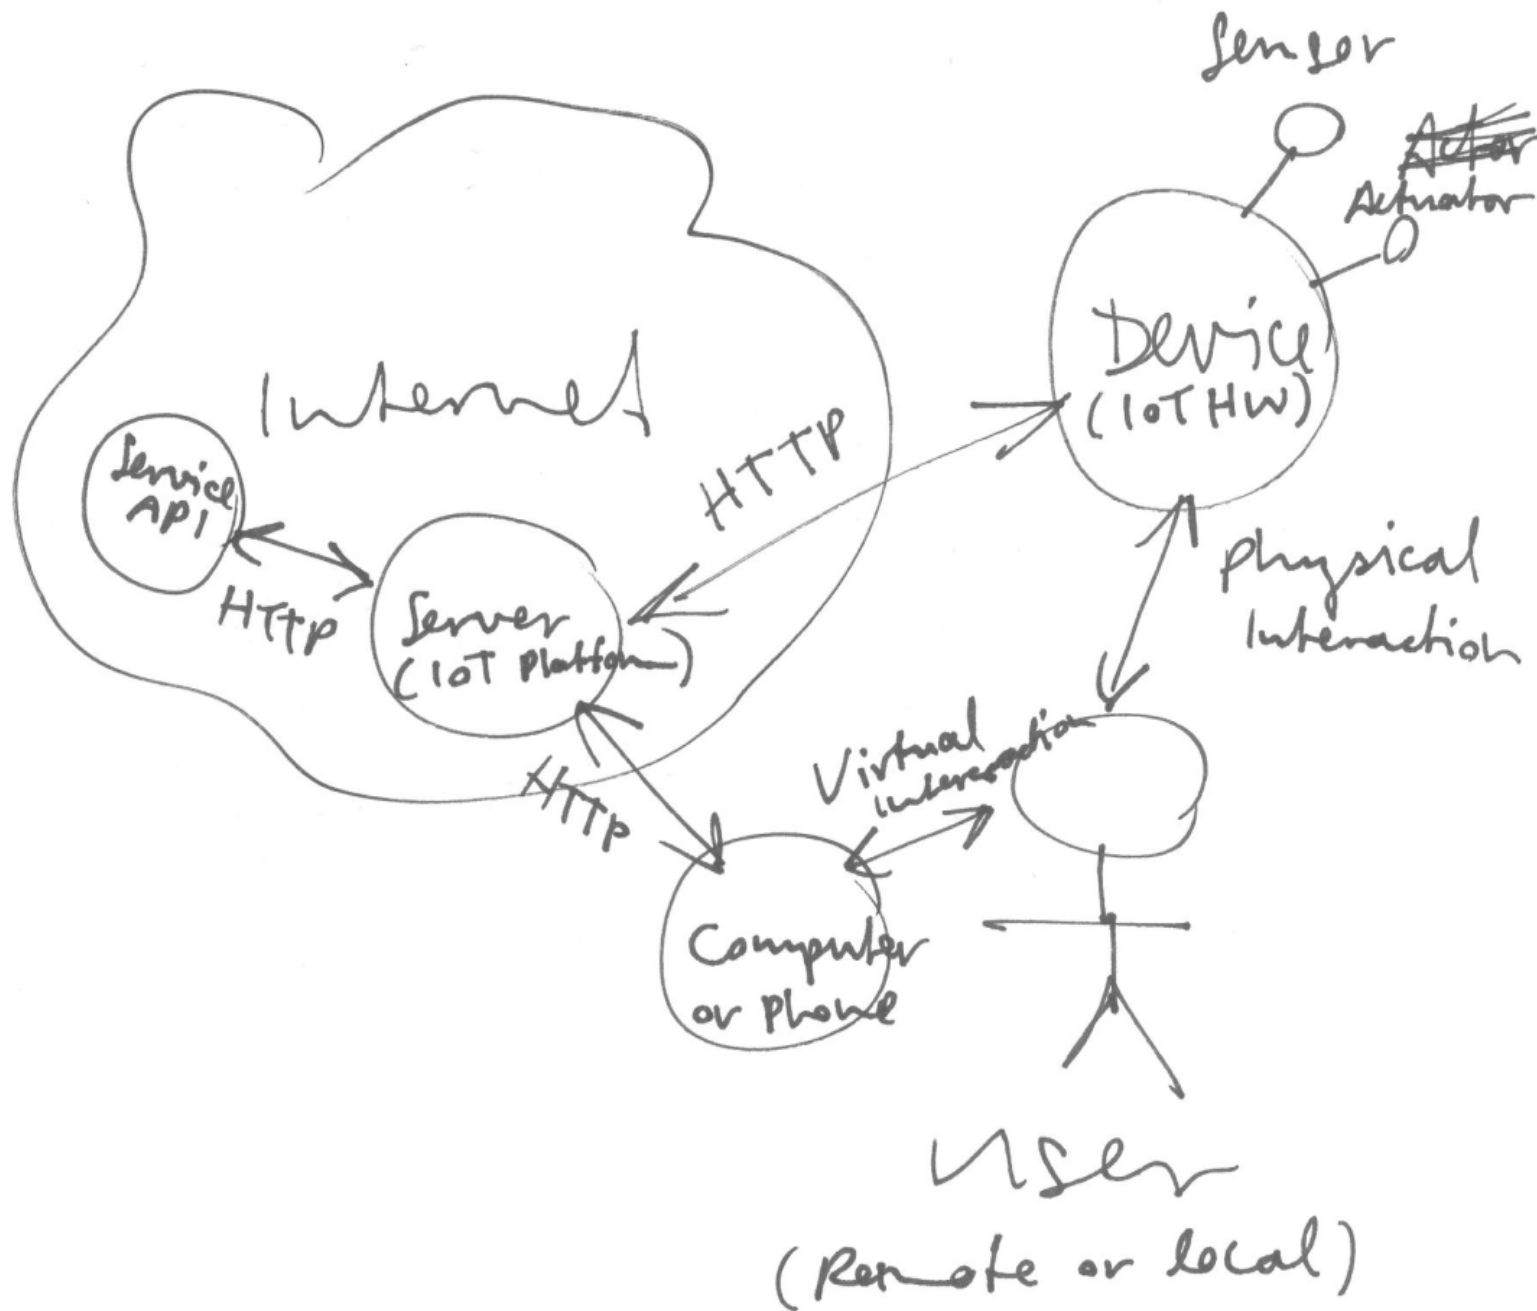 Sensor
Actor
Actuator
Internet
Device
(IoT HW)
Service
API
HTTP
HTTP
Server
(IoT Platform)
Physical
Interaction
Virtual
Interaction
HTTP
Computer
or Phone
User
(Remote or local)